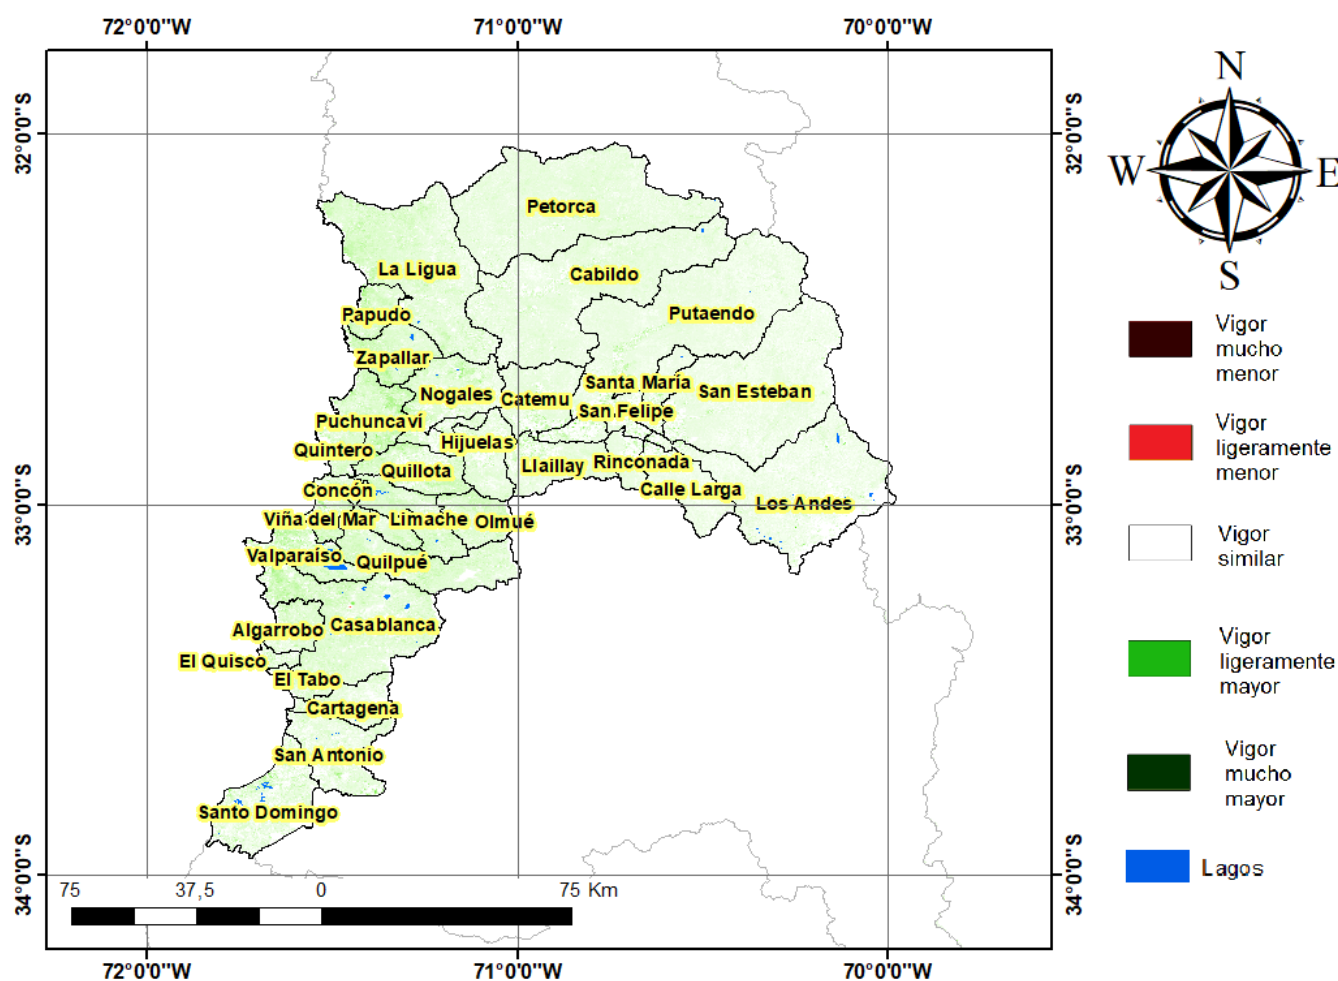 72°0'0"W 71°0'0"W 70°0'0"W
32°0'0"S
32°0'0"S
N
W
E
S
Petorca
La Ligua
Cabildo
Papudo
Putaendo
Zapallar
Santa María
Nogales
Catemu
San Esteban
San Felipe
Puchuncaví
Hijuelas
Quintero
Quillota
Llaillay
Rinconada
Concón
Calle Larga
Los Andes
33°0'0"S
33°0'0"S
Viña del Mar
Limache
Olmué
Valparaíso
Quilpué
Algarrobo
Casablanca
El Quisco
El Tabo
Cartagena
San Antonio
Santo Domingo
34°0'0"S
34°0'0"S
75 37,5 0 75 Km
72°0'0"W 71°0'0"W 70°0'0"W
Vigor
mucho
menor
Vigor
ligeramente
menor
Vigor
similar
Vigor
ligeramente
mayor
Vigor
mucho
mayor
Lagos